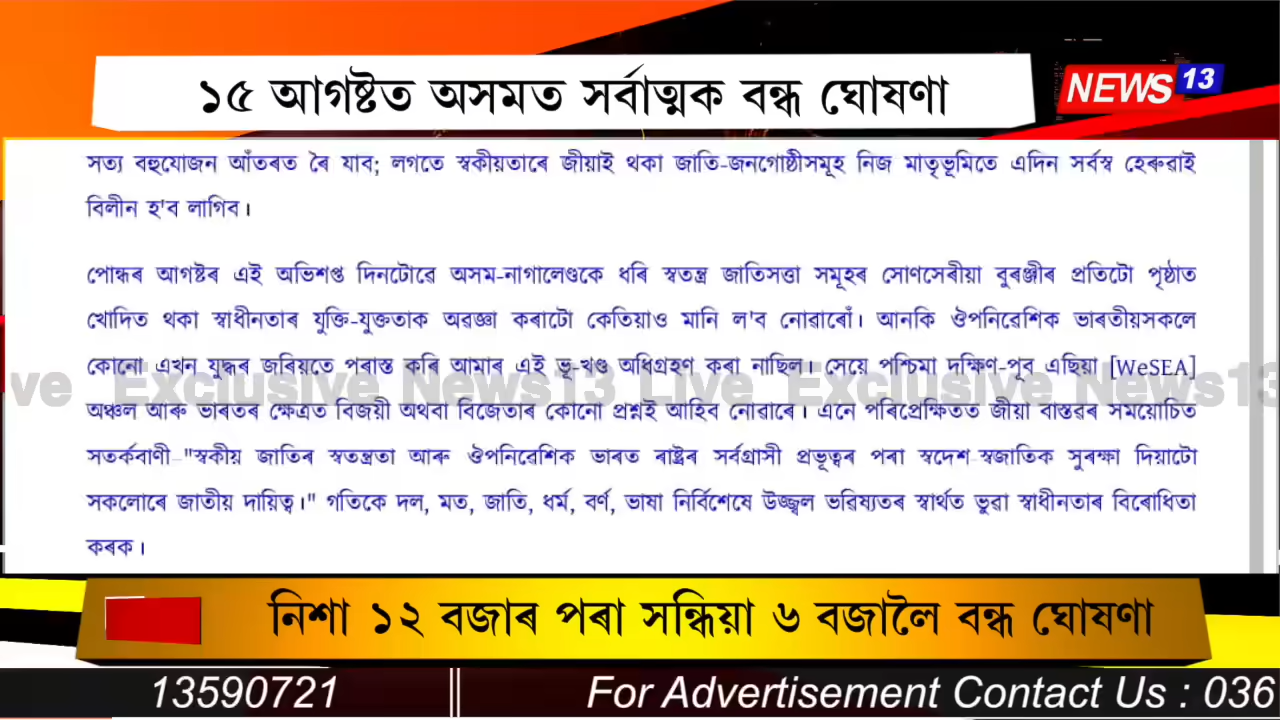 ১৫ আগষ্টত অসমত সৰ্বাত্মক বন্ধ ঘোষণা
NEWS 13
সত্য বহুযোজন আঁতৰত ৰৈ যাব; লগতে স্বকীয়তাৰে জীয়াই থকা জাতি-জনগোষ্ঠীসমূহ নিজ মাতৃভূমিতে এদিন সৰ্বস্ব হেৰুৱাই
বিলীন হ'ব লাগিব।
পোন্ধৰ আগষ্টৰ এই অভিশপ্ত দিনটোৱে অসম-নাগালেণ্ডকে ধৰি স্বতন্ত্ৰ জাতিসত্তা সমূহৰ সোণসেৰীয়া বুৰঞ্জীৰ প্ৰতিটো পৃষ্ঠাত
খোদিত থকা স্বাধীনতাৰ যুক্তি-যুক্ততাক অৱজ্ঞা কৰাটো কেতিয়াও মানি ল'ব নোৱাৰোঁ। আনকি ঔপনিৱেশিক ভাৰতীয়সকলে
কোনো এখন যুদ্ধৰ জৰিয়তে পৰাস্ত কৰি আমাৰ এই ভূ-খণ্ড অধিগ্ৰহণ কৰা নাছিল। সেয়ে পশ্চিমা দক্ষিণ-পূব এছিয়া [WeSEA]
ve Exclusive News13 Live Exclusive News13
অঞ্চল আৰু ভাৰতৰ ক্ষেত্ৰত বিজয়ী অথবা বিজেতাৰ কোনো প্ৰশ্নই আহিব নোৱাৰে। এনে পৰিপ্ৰেক্ষিতত জীয়া বাস্তৱৰ সময়োচিত
সতৰ্কবাণী-"স্বকীয় জাতিৰ স্বতন্ত্ৰতা আৰু ঔপনিৱেশিক ভাৰত ৰাষ্ট্ৰৰ সৰ্বগ্ৰাসী প্ৰভূত্বৰ পৰা স্বদেশ-স্বজাতিক সুৰক্ষা দিয়াটো
সকলোৰে জাতীয় দায়িত্ব।" গতিকে দল, মত, জাতি, ধৰ্ম, বৰ্ণ, ভাষা নিৰ্বিশেষে উজ্জ্বল ভৱিষ্যতৰ স্বাৰ্থত ভুৱা স্বাধীনতাৰ বিৰোধিতা
কৰক।
নিশা ১২ বজাৰ পৰা সন্ধিয়া ৬ বজালৈ বন্ধ ঘোষণা
13590721 || For Advertisement Contact Us : 036